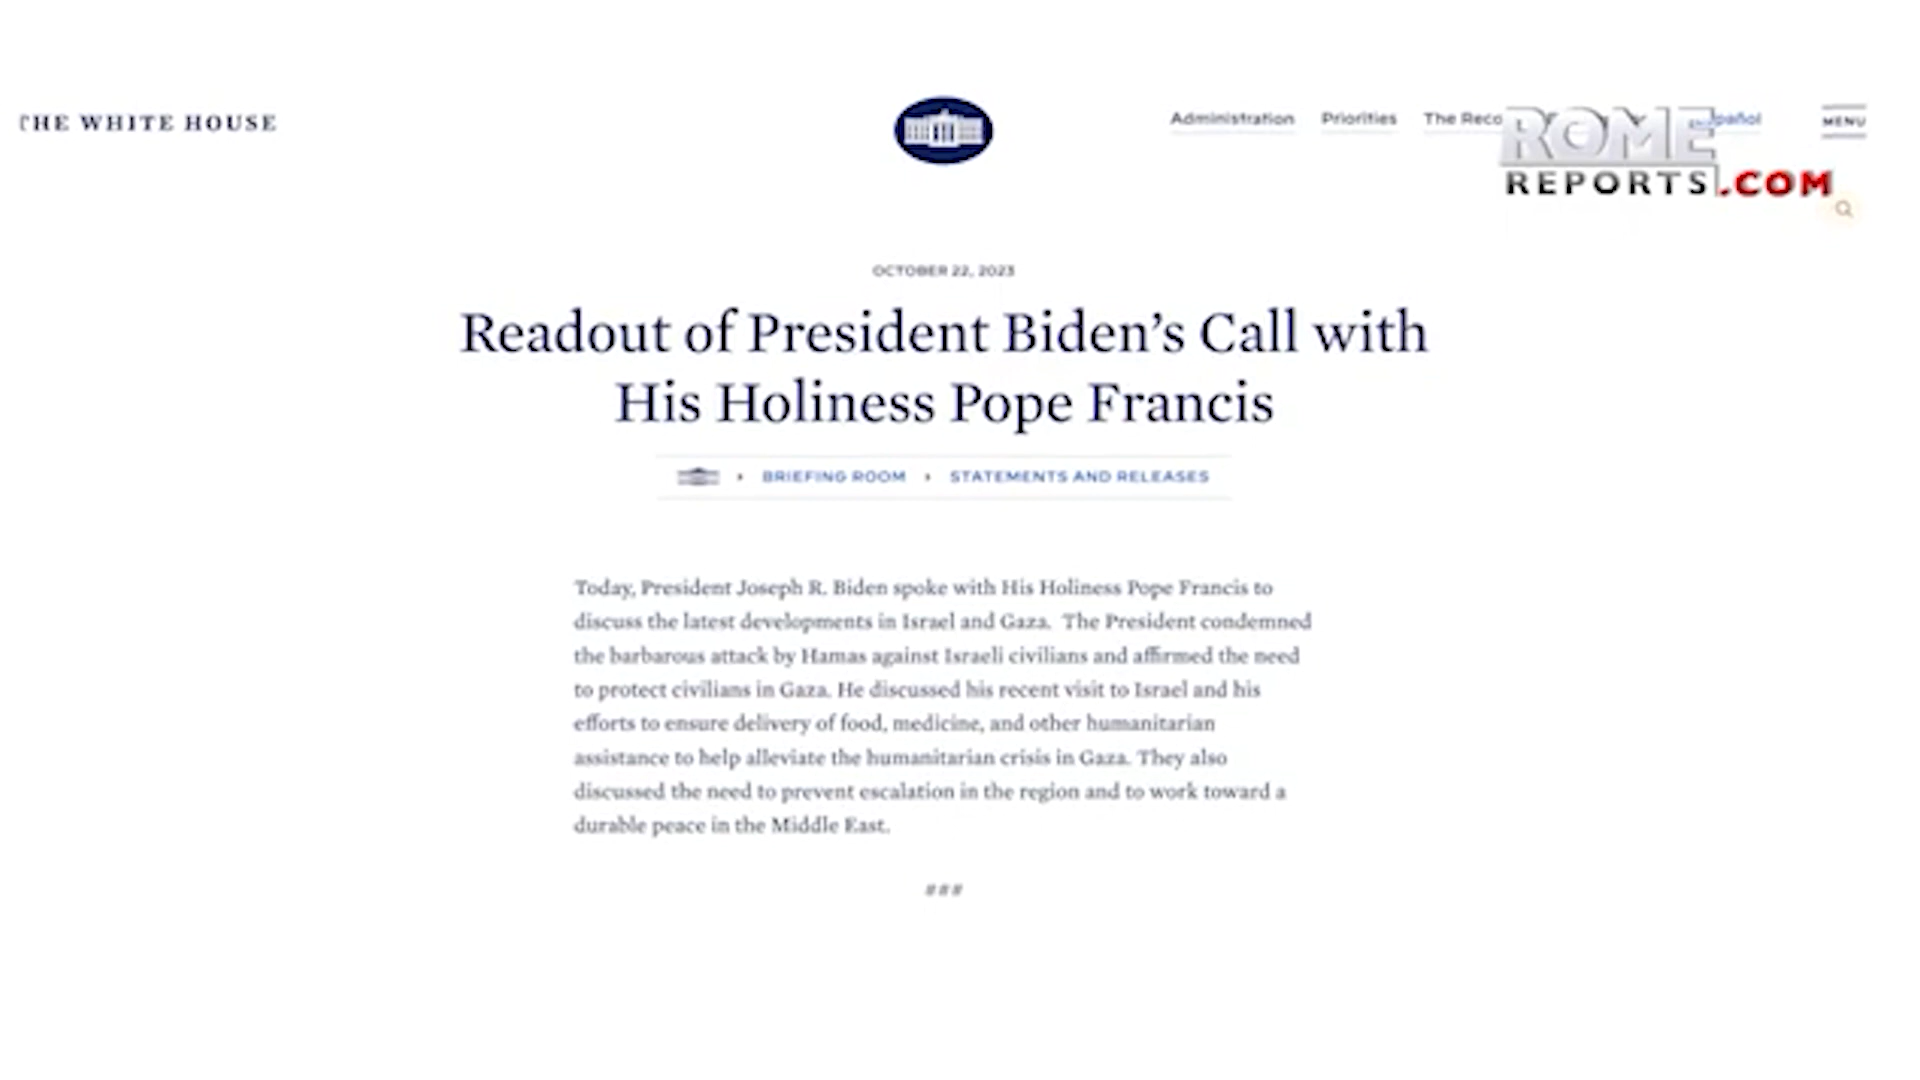 THE WHITE HOUSE
Administration Priorities The Reco
MENU
ROME
REPORTS.COM
OCTOBER 22, 2023
Readout of President Biden's Call with
His Holiness Pope Francis
BRIEFING ROOM › STATEMENTS AND RELEASES
Today, President Joseph R. Biden spoke with His Holiness Pope Francis to
discuss the latest developments in Israel and Gaza. The President condemned
the barbarous attack by Hamas against Israeli civilians and affirmed the need
to protect civilians in Gaza. He discussed his recent visit to Israel and his
efforts to ensure delivery of food, medicine, and other humanitarian
assistance to help alleviate the humanitarian crisis in Gaza. They also
discussed the need to prevent escalation in the region and to work toward a
durable peace in the Middle East.
###